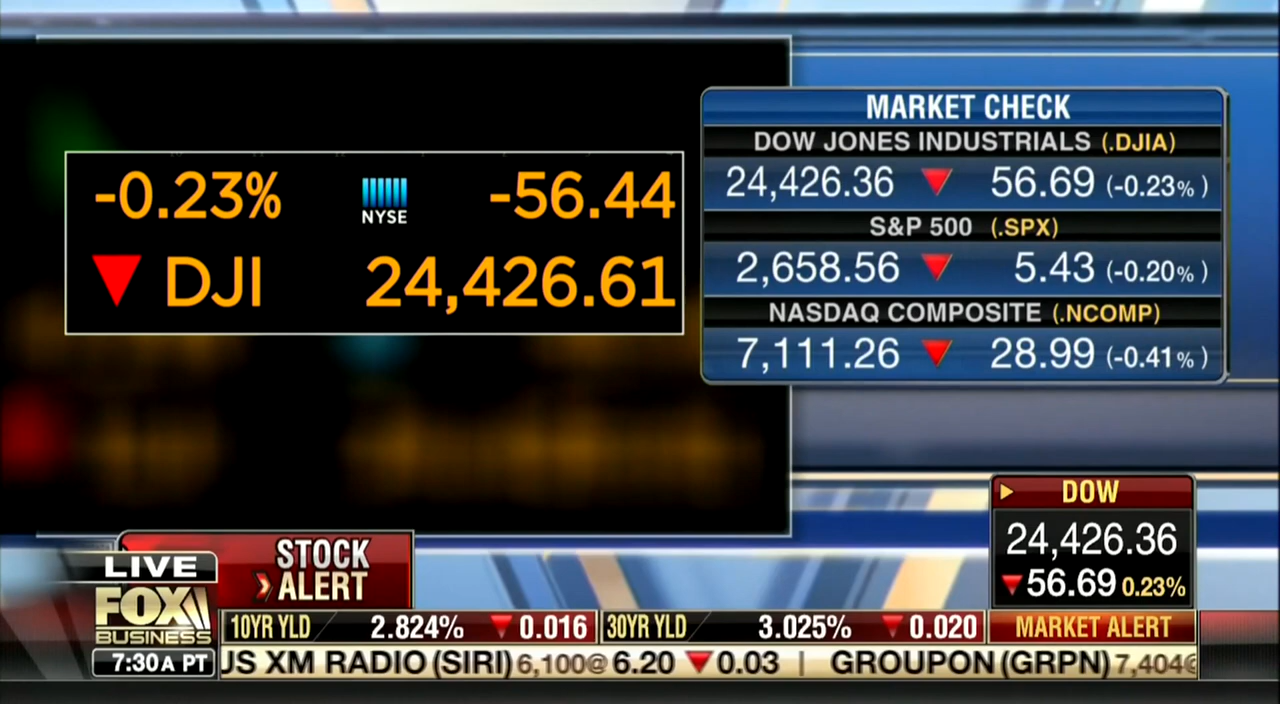 -0.23% NYSE -56.44
DJI 24,426.61
MARKET CHECK
DOW JONES INDUSTRIALS (.DJIA)
24,426.36 56.69 (-0.23%)
S&P 500 (.SPX)
2,658.56 5.43 (-0.20%)
NASDAQ COMPOSITE (.NCOMP)
7,111.26 28.99 (-0.41%)
DOW
24,426.36
56.69 0.23%
MARKET ALERT
STOCK
ALERT
LIVE
FOX
BUSINESS
7:30A PT
10YR YLD 2.824% 0.016 30YR YLD 3.025% 0.020
US XM RADIO (SIRI) 6,100@ 6.20 0.03 | GROUPON (GRPN) 7,404@